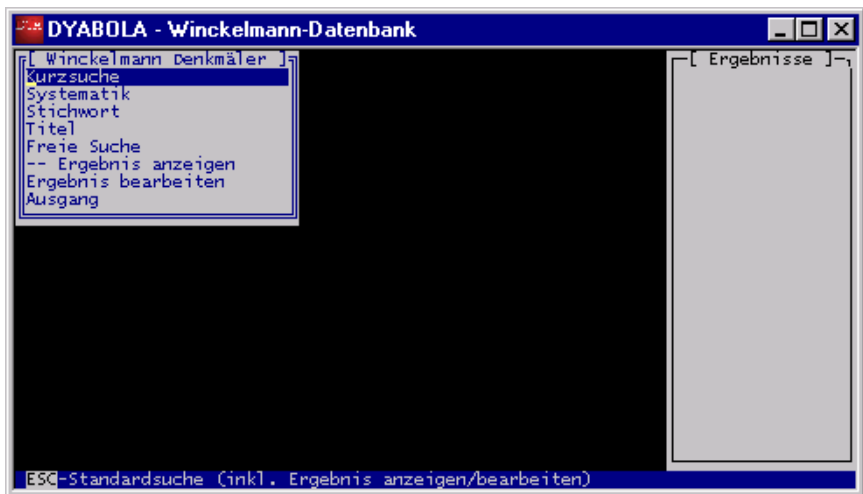 DYABOLA - Winckelmann-Datenbank
[ Winckelmann Denkmäler ]
Kurzsuche
Systematik
Stichwort
Titel
Freie Suche
-- Ergebnis anzeigen
Ergebnis bearbeiten
Ausgang
[ Ergebnisse ]
ESC-Standardsuche (inkl. Ergebnis anzeigen/bearbeiten)